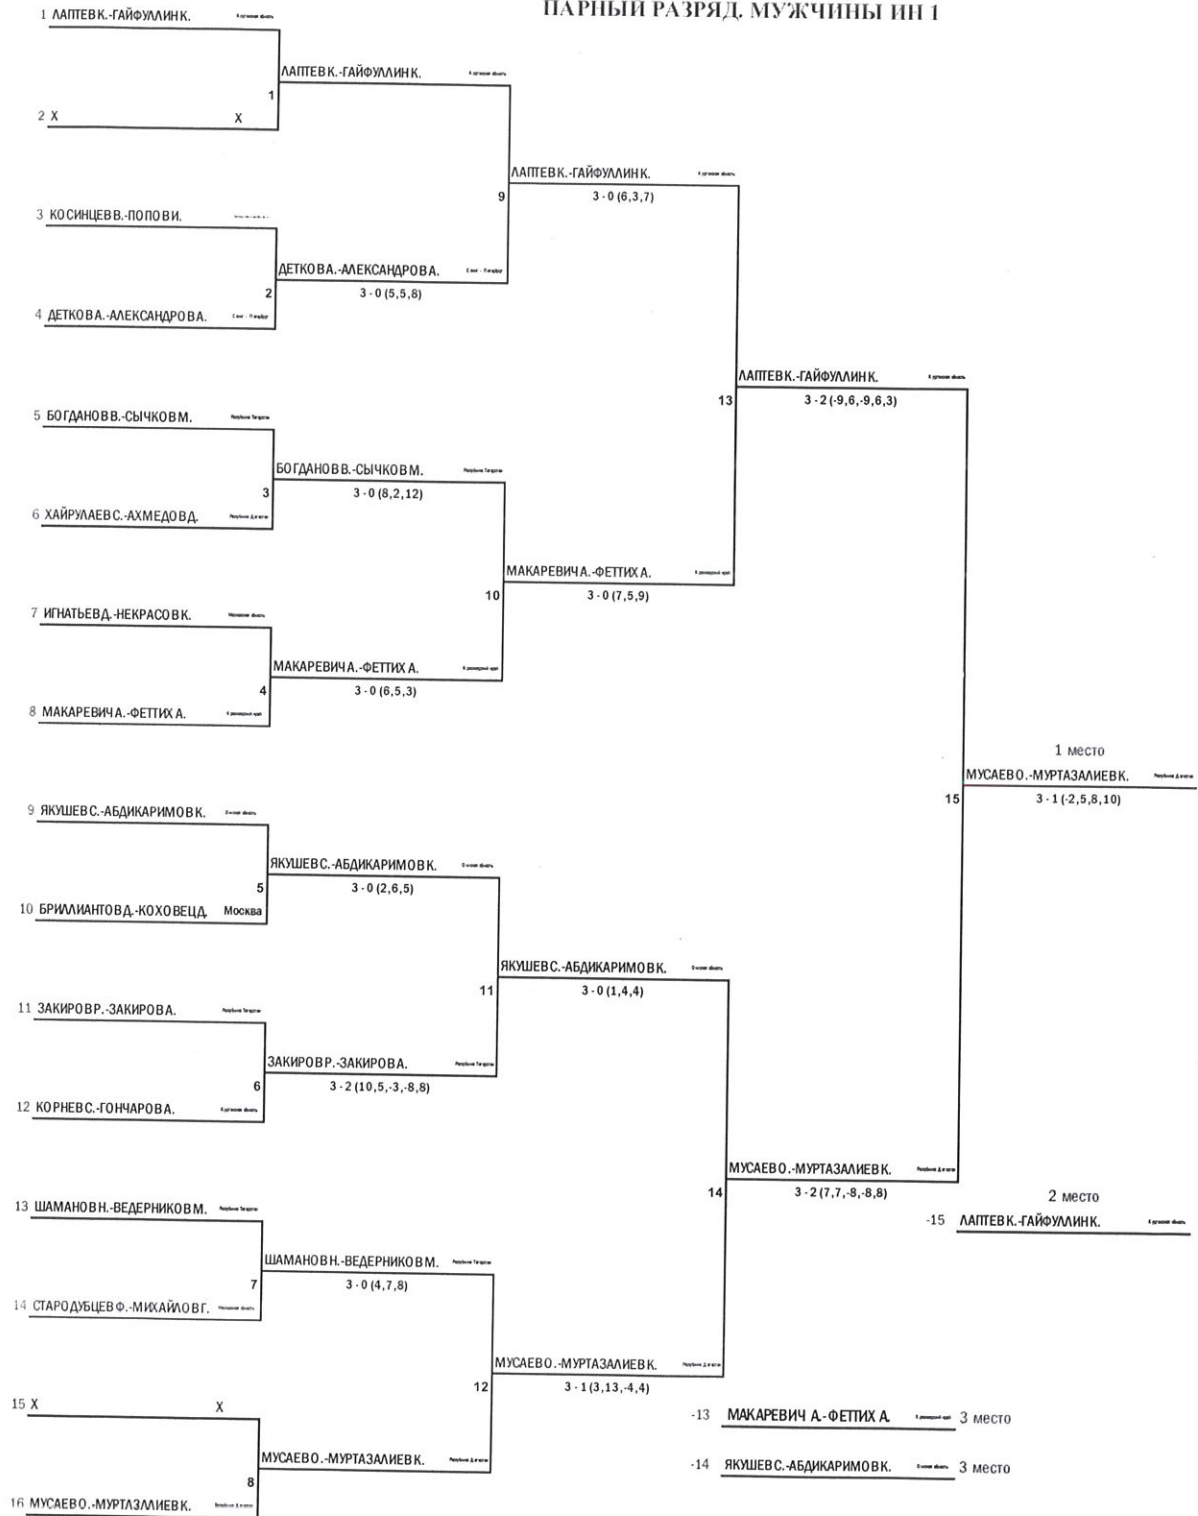 ПАРНЫЙ РАЗРЯД. МУЖЧИНЫ ИН 1
1 ЛАПТЕВ К.-ГАЙФУЛЛИН К.
ЛАПТЕВ К.-ГАЙФУЛЛИН К.
1
2 X X
ЛАПТЕВ К.-ГАЙФУЛЛИН К.
9 3 - 0 (6,3,7)
3 КОСИНЦЕВ В.-ПОПОВ И.
ДЕТКОВ А.-АЛЕКСАНДРОВ А.
2 3 - 0 (5,5,8)
4 ДЕТКОВ А.-АЛЕКСАНДРОВ А.
ЛАПТЕВ К.-ГАЙФУЛЛИН К.
13 3 - 2 (-9,6,-9,6,3)
5 БОГДАНОВ В.-СЫЧКОВ М.
БОГДАНОВ В.-СЫЧКОВ М.
3 3 - 0 (8,2,12)
6 ХАЙРУЛАЕВ С.-АХМЕДОВ Д.
МАКАРЕВИЧ А.-ФЕТТИХ А.
10 3 - 0 (7,5,9)
7 ИГНАТЬЕВ Д.-НЕКРАСОВ К.
МАКАРЕВИЧ А.-ФЕТТИХ А.
4 3 - 0 (6,5,3)
8 МАКАРЕВИЧ А.-ФЕТТИХ А.
1 место
МУСАЕВ О.-МУРТАЗАЛИЕВ К.
15 3 - 1 (-2,5,8,10)
9 ЯКУШЕВ С.-АБДИКАРИМОВ К.
ЯКУШЕВ С.-АБДИКАРИМОВ К.
5 3 - 0 (2,6,5)
10 БРИЛЛИАНТОВ Д.-КОХОВЕЦ Д. Москва
ЯКУШЕВ С.-АБДИКАРИМОВ К.
11 3 - 0 (1,4,4)
11 ЗАКИРОВ Р.-ЗАКИРОВ А.
ЗАКИРОВ Р.-ЗАКИРОВ А.
6 3 - 2 (10,5,-3,-8,8)
12 КОРНЕВ С.-ГОНЧАРОВ А.
МУСАЕВ О.-МУРТАЗАЛИЕВ К.
14 3 - 2 (7,7,-8,-8,8)
2 место
-15 ЛАПТЕВ К.-ГАЙФУЛЛИН К.
13 ШАМАНОВ Н.-ВЕДЕРНИКОВ М.
ШАМАНОВ Н.-ВЕДЕРНИКОВ М.
7 3 - 0 (4,7,8)
14 СТАРОДУБЦЕВ Ф.-МИХАЙЛОВ Г.
МУСАЕВ О.-МУРТАЗАЛИЕВ К.
12 3 - 1 (3,13,-4,4)
15 X X
-13 МАКАРЕВИЧ А.-ФЕТТИХ А. 3 место
МУСАЕВ О.-МУРТАЗАЛИЕВ К.
8
-14 ЯКУШЕВ С.-АБДИКАРИМОВ К. 3 место
16 МУСАЕВ О.-МУРТАЗАЛИЕВ К.